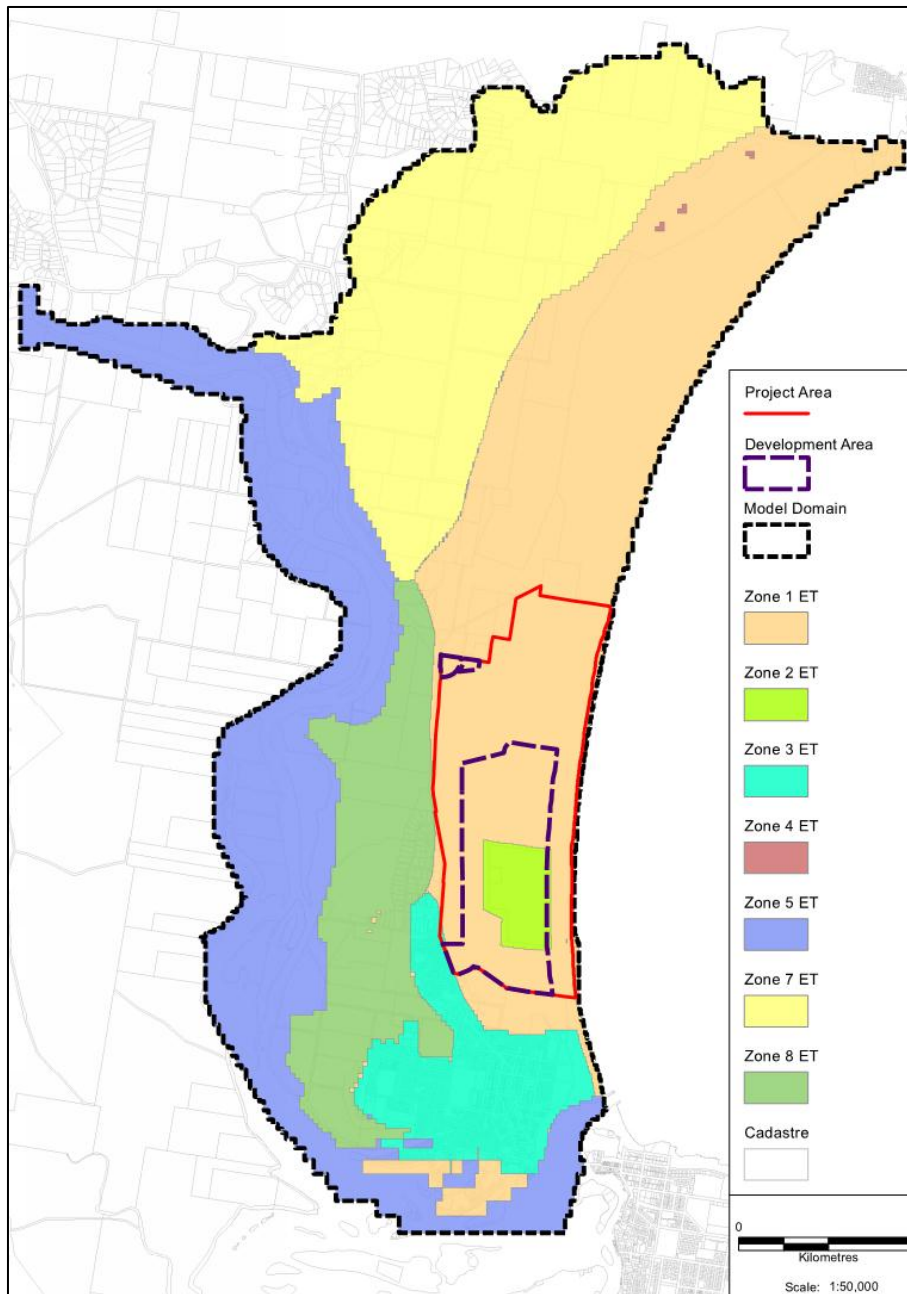 Project Area
Development Area
Model Domain
Zone 1 ET
Zone 2 ET
Zone 3 ET
Zone 4 ET
Zone 5 ET
Zone 7 ET
Zone 8 ET
Cadastre
0
Kilometres
Scale: 1:50,000